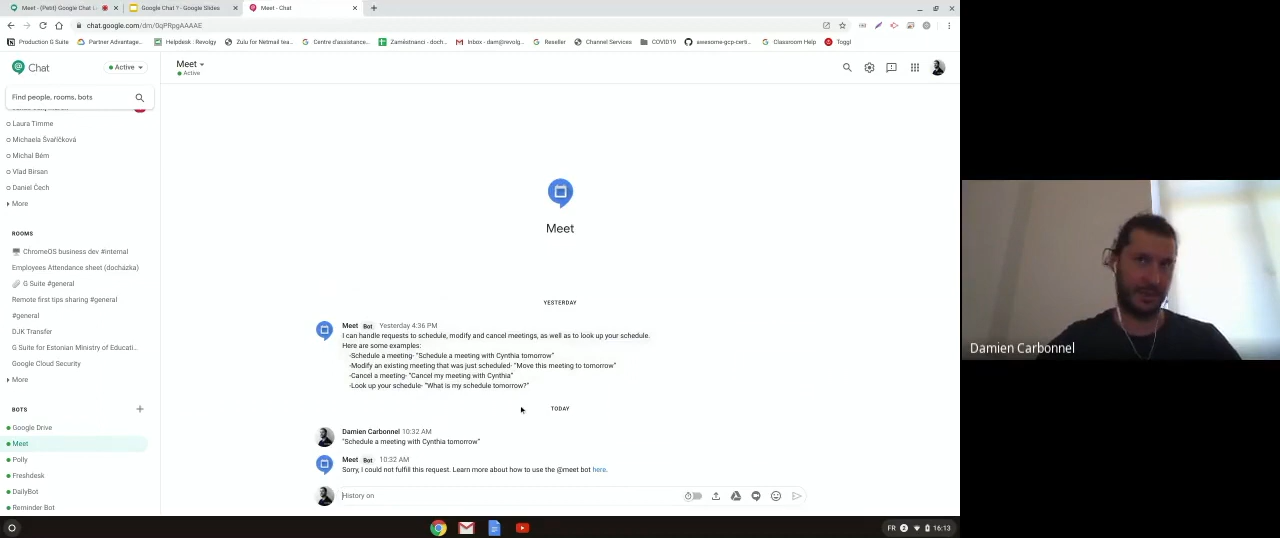 Meet - (Petit) Google Chat L
Google Chat ? - Google Slides
Meet - Chat
chat.google.com/dm/0qPRpgAAAAE
Production G Suite
Partner Advantage...
Helpdesk : Revolgy
Zulu for Netmail tea...
Centre d'assistance...
Zaměstnanci - doch...
Inbox - dam@revolg...
Reseller
Channel Services
COVID19
awesome-gcp-certi...
Classroom Help
Toggl
Chat
Active
Meet
Active
Find people, rooms, bots
Laura Timme
Michaela Švaříčková
Michal Bém
Vlad Birsan
Daniel Čech
More
ROOMS
ChromeOS business dev #internal
Employees Attendance sheet (docházka)
G Suite #general
Remote first tips sharing #general
#general
DJK Transfer
G Suite for Estonian Ministry of Educati...
Google Cloud Security
More
BOTS
Google Drive
Meet
Polly
Freshdesk
DailyBot
Reminder Bot
Meet
YESTERDAY
Meet Bot Yesterday 4:36 PM
I can handle requests to schedule, modify and cancel meetings, as well as to look up your schedule.
Here are some examples:
-Schedule a meeting- "Schedule a meeting with Cynthia tomorrow"
-Modify an existing meeting that was just scheduled- "Move this meeting to tomorrow"
-Cancel a meeting- "Cancel my meeting with Cynthia"
-Look up your schedule- "What is my schedule tomorrow?"
TODAY
Damien Carbonnel 10:32 AM
"Schedule a meeting with Cynthia tomorrow"
Meet Bot 10:32 AM
Sorry, I could not fulfill this request. Learn more about how to use the @meet bot here.
History on
FR
2
16:13
Damien Carbonnel